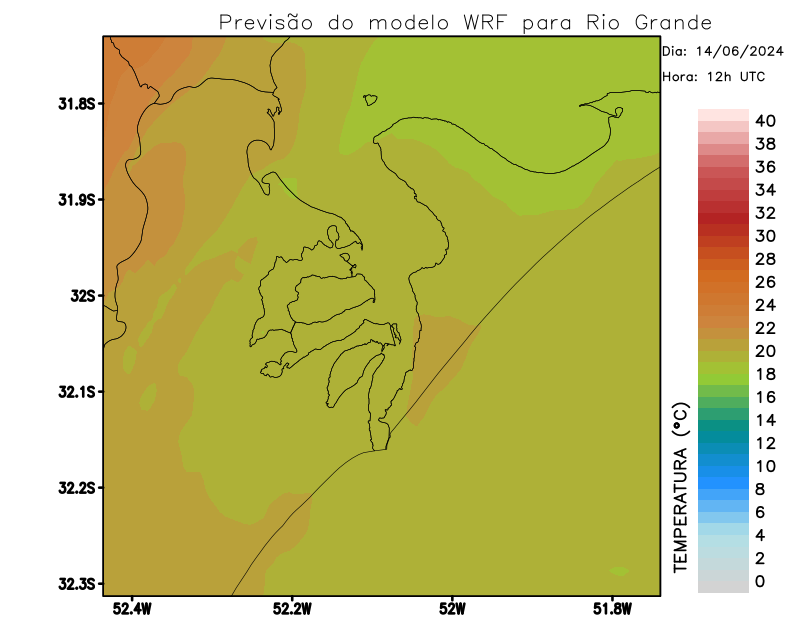 Previsão do modelo WRF para Rio Grande
Dia: 14/06/2024
Hora: 12h UTC
31.8S
31.9S
32S
32.1S
32.2S
32.3S
52.4W
52.2W
52W
51.8W
TEMPERATURA (°C)
40
38
36
34
32
30
28
26
24
22
20
18
16
14
12
10
8
6
4
2
0